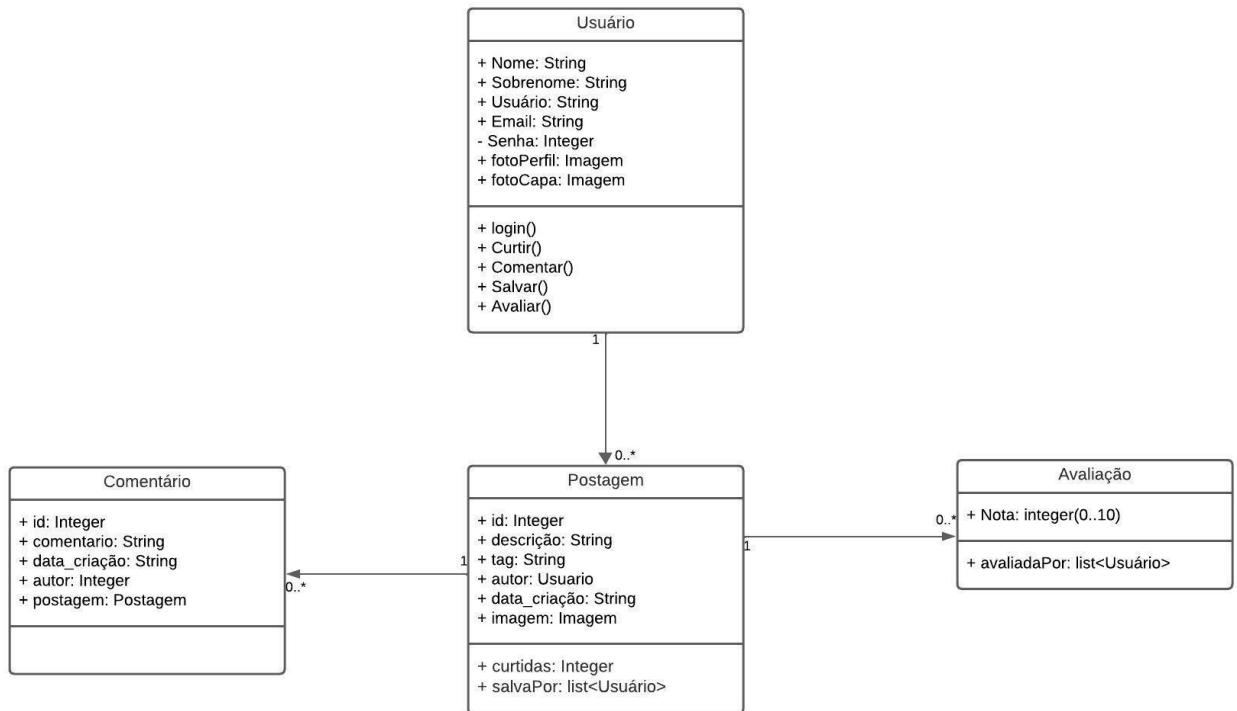 Usuário
+ Nome: String
+ Sobrenome: String
+ Usuário: String
+ Email: String
- Senha: Integer
+ fotoPerfil: Imagem
+ fotoCapa: Imagem
+ login()
+ Curtir()
+ Comentar()
+ Salvar()
+ Avaliar()
1
0..*
Comentário
+ id: Integer
+ comentario: String
+ data_criação: String
+ autor: Integer
+ postagem: Postagem
0..*
1
Postagem
+ id: Integer
+ descrição: String
+ tag: String
+ autor: Usuario
+ data_criação: String
+ imagem: Imagem
+ curtidas: Integer
+ salvaPor: list<Usuário>
1
0..*
Avaliação
+ Nota: integer(0..10)
+ avaliadaPor: list<Usuário>